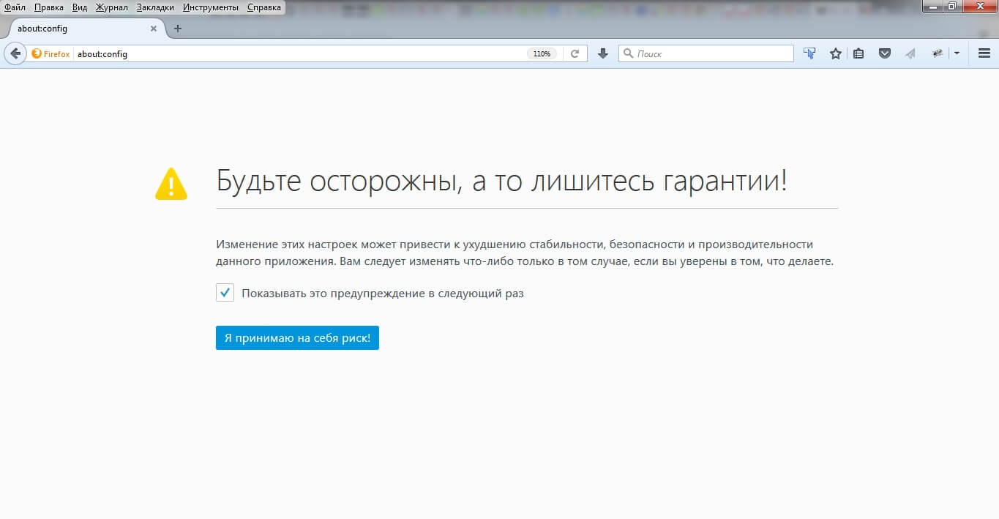 Файл Правка Вид Журнал Закладки Инструменты Справка
about:config
Firefox about:config 110% Поиск
Будьте осторожны, а то лишитесь гарантии!
Изменение этих настроек может привести к ухудшению стабильности, безопасности и производительности
данного приложения. Вам следует изменять что-либо только в том случае, если вы уверены в том, что делаете.
Показывать это предупреждение в следующий раз
Я принимаю на себя риск!